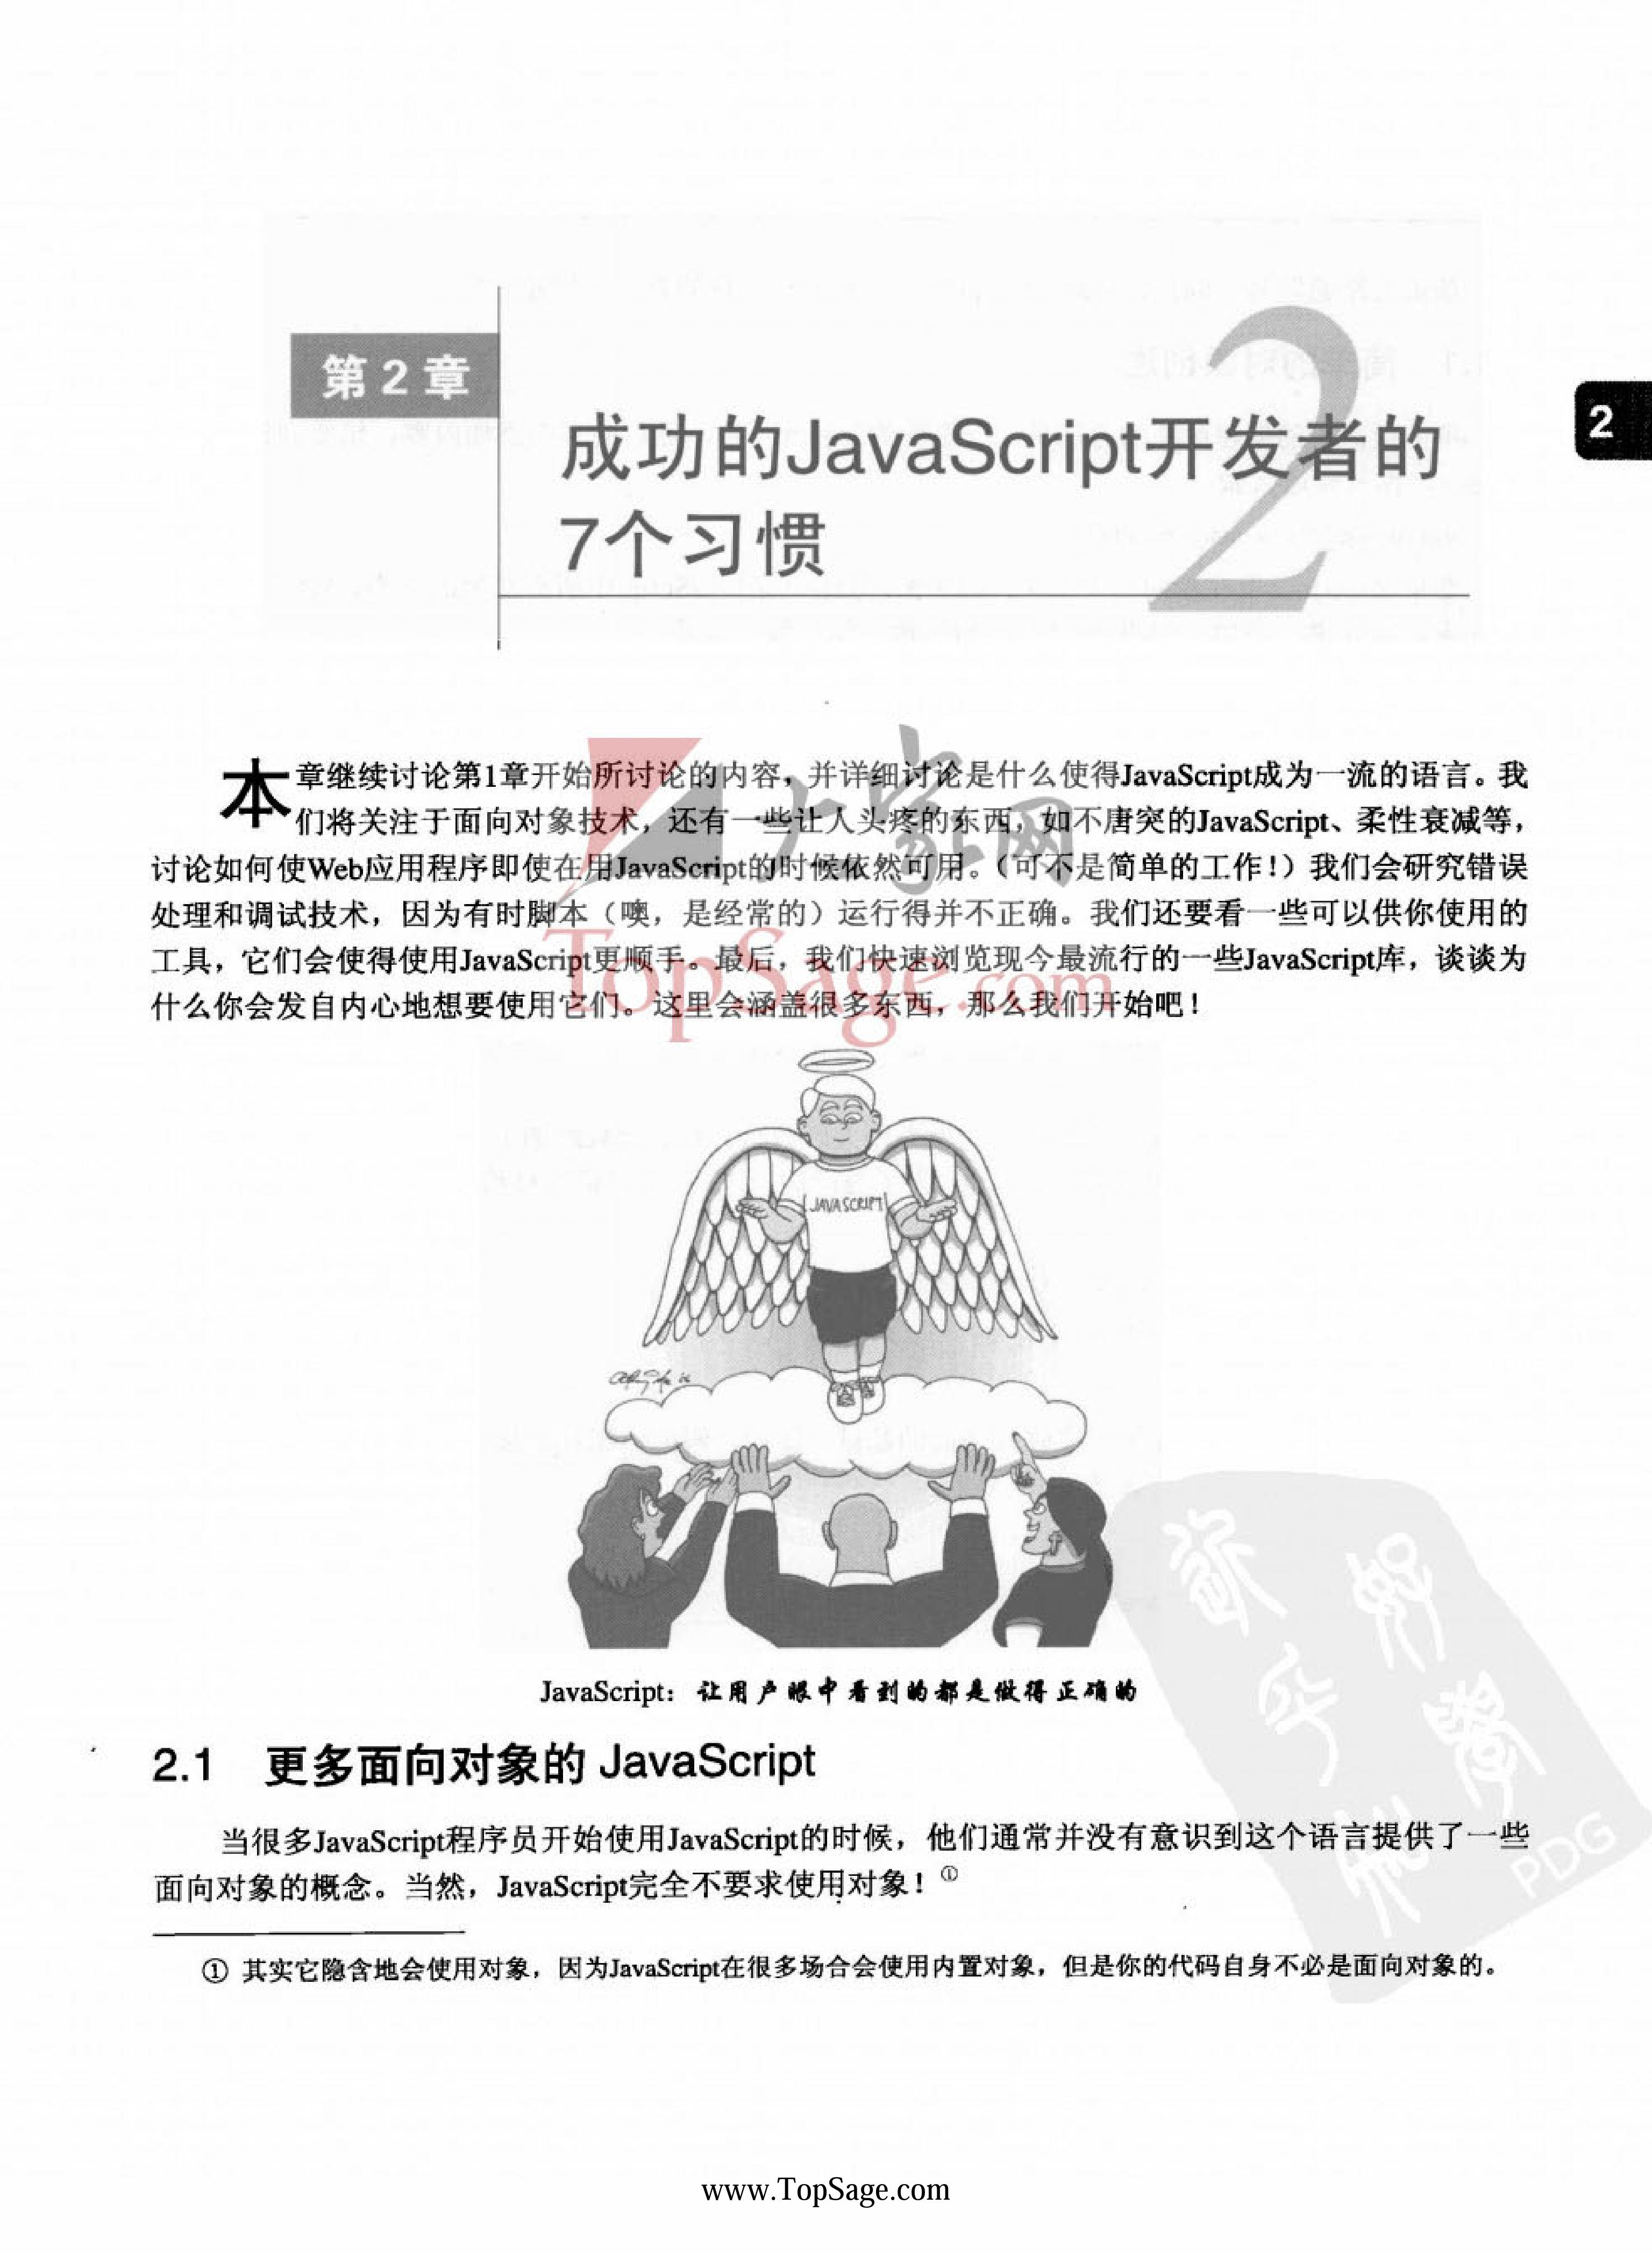 第2章
2
成功的JavaScript开发者的
7个习惯
2
本章继续讨论第1章开始所讨论的内容，并详细讨论是什么使得JavaScript成为一流的语言。我
们将关注于面向对象技术，还有一些让人头疼的东西，如不唐突的JavaScript、柔性衰减等，
讨论如何使Web应用程序即使在用JavaScript的时候依然可用。（可不是简单的工作！）我们会研究错误
处理和调试技术，因为有时脚本（噢，是经常的）运行得并不正确。我们还要看一些可以供你使用的
工具，它们会使得使用JavaScript更顺手。最后，我们快速浏览现今最流行的一些JavaScript库，谈谈为
什么你会发自内心地想要使用它们。这里会涵盖很多东西，那么我们开始吧！
大家网
TopSage.com
JAVASCRIPT
JavaScript：让用户眼中看到的都是做得正确的
2.1 更多面向对象的 JavaScript
当很多JavaScript程序员开始使用JavaScript的时候，他们通常并没有意识到这个语言提供了一些
面向对象的概念。当然，JavaScript完全不要求使用对象！①
PDG
① 其实它隐含地会使用对象，因为JavaScript在很多场合会使用内置对象，但是你的代码自身不必是面向对象的。
www.TopSage.com